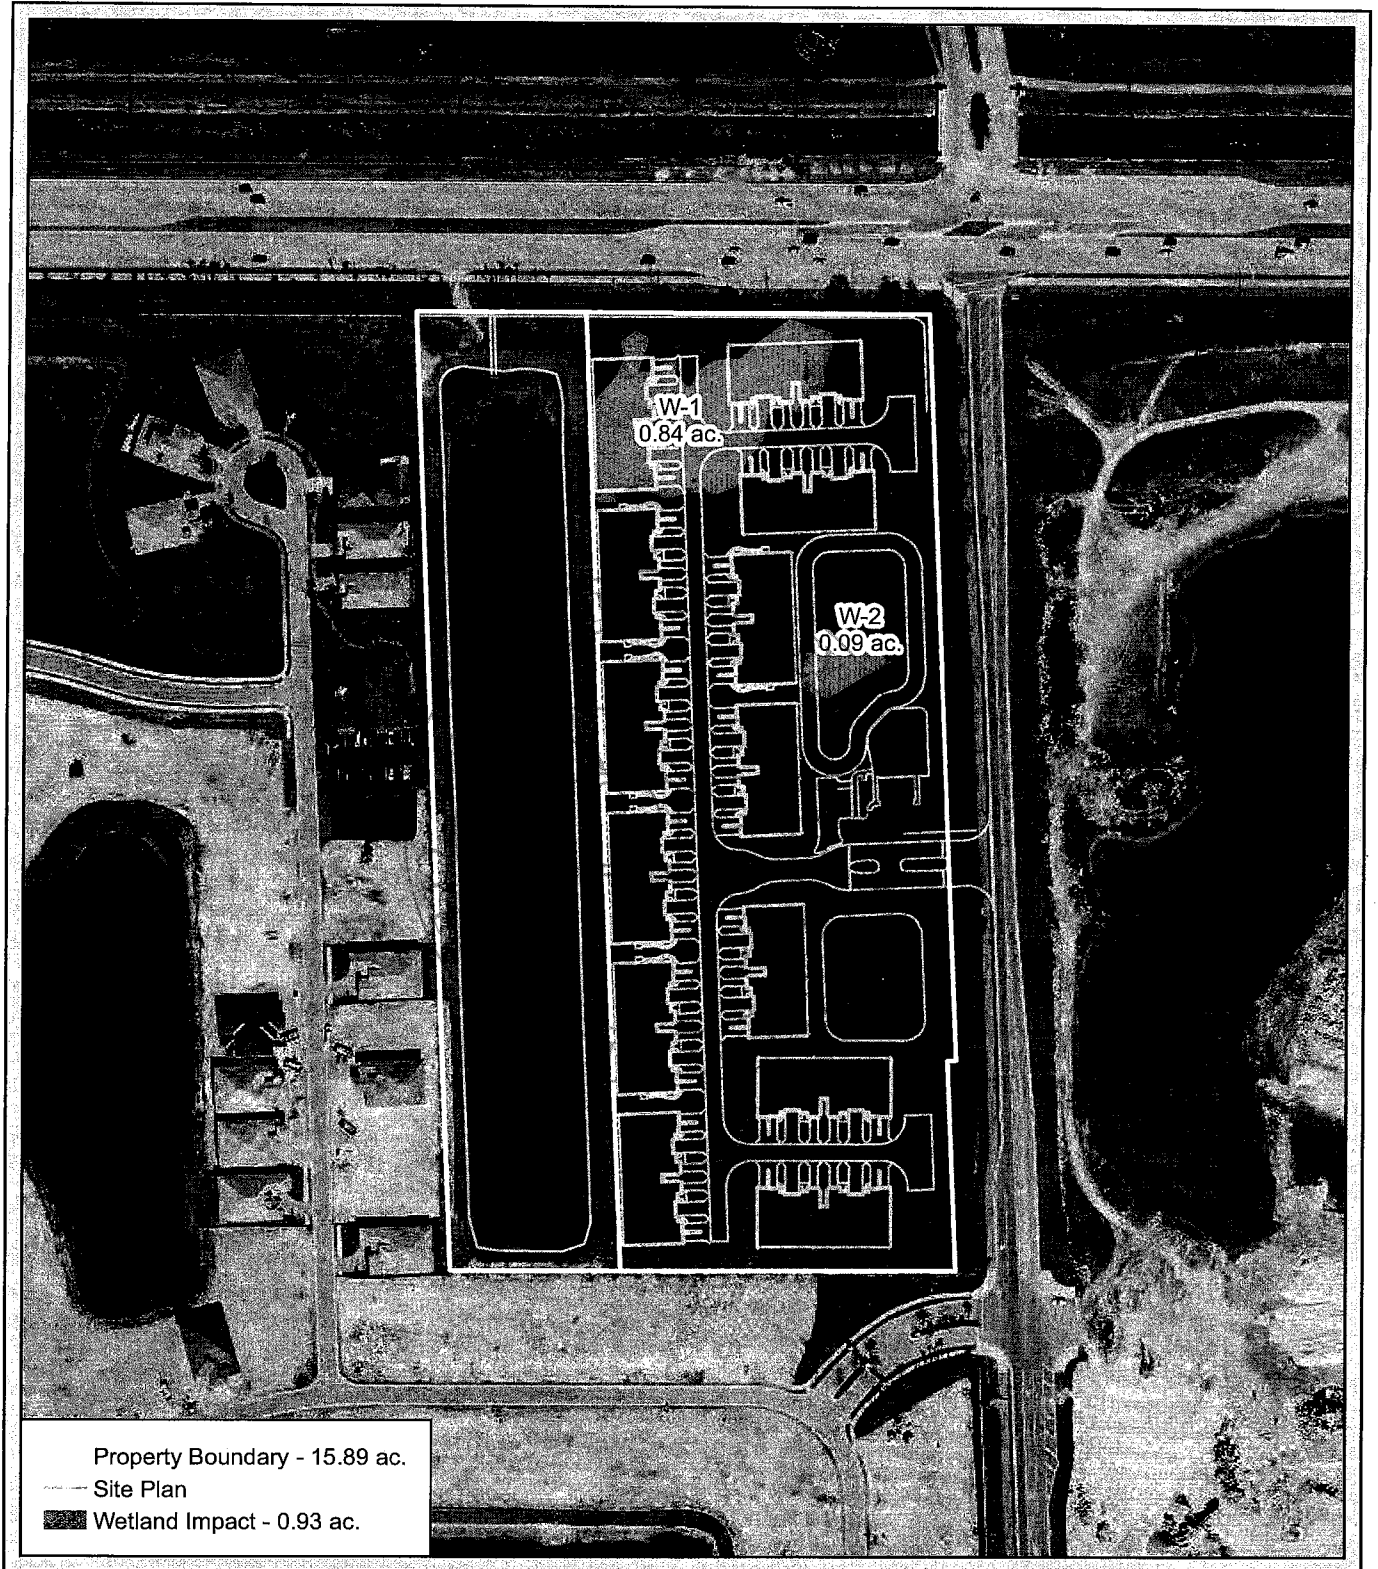 W-1
0.84 ac.
W-2
0.09 ac.
Property Boundary - 15.89 ac.
Site Plan
Wetland Impact - 0.93 ac.